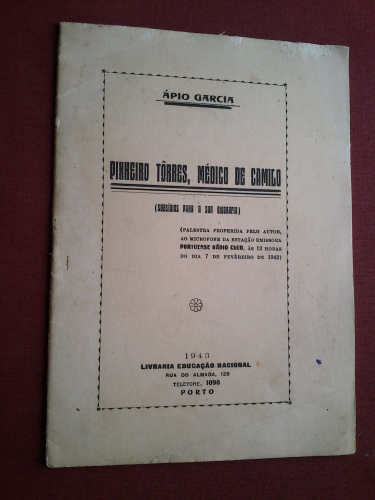 ÁPIO GARCIA
PINHEIRO TÔRRES, MÉDICO DE CAMILO
(SUBSÍDIOS PARA A SUA BIOGRAFIA)
(PALESTRA PROFERIDA PELO AUTOR,
AO MICROFONE DA ESTAÇÃO EMISSORA
PORTUENSE RÁDIO CLUB, ÀS 13 HORAS
DO DIA 7 DE FEVEREIRO DE 1943)
1943
LIVRARIA EDUCAÇÃO NACIONAL
RUA DO ALMADA, 125
TELEFONE, 1090
PORTO